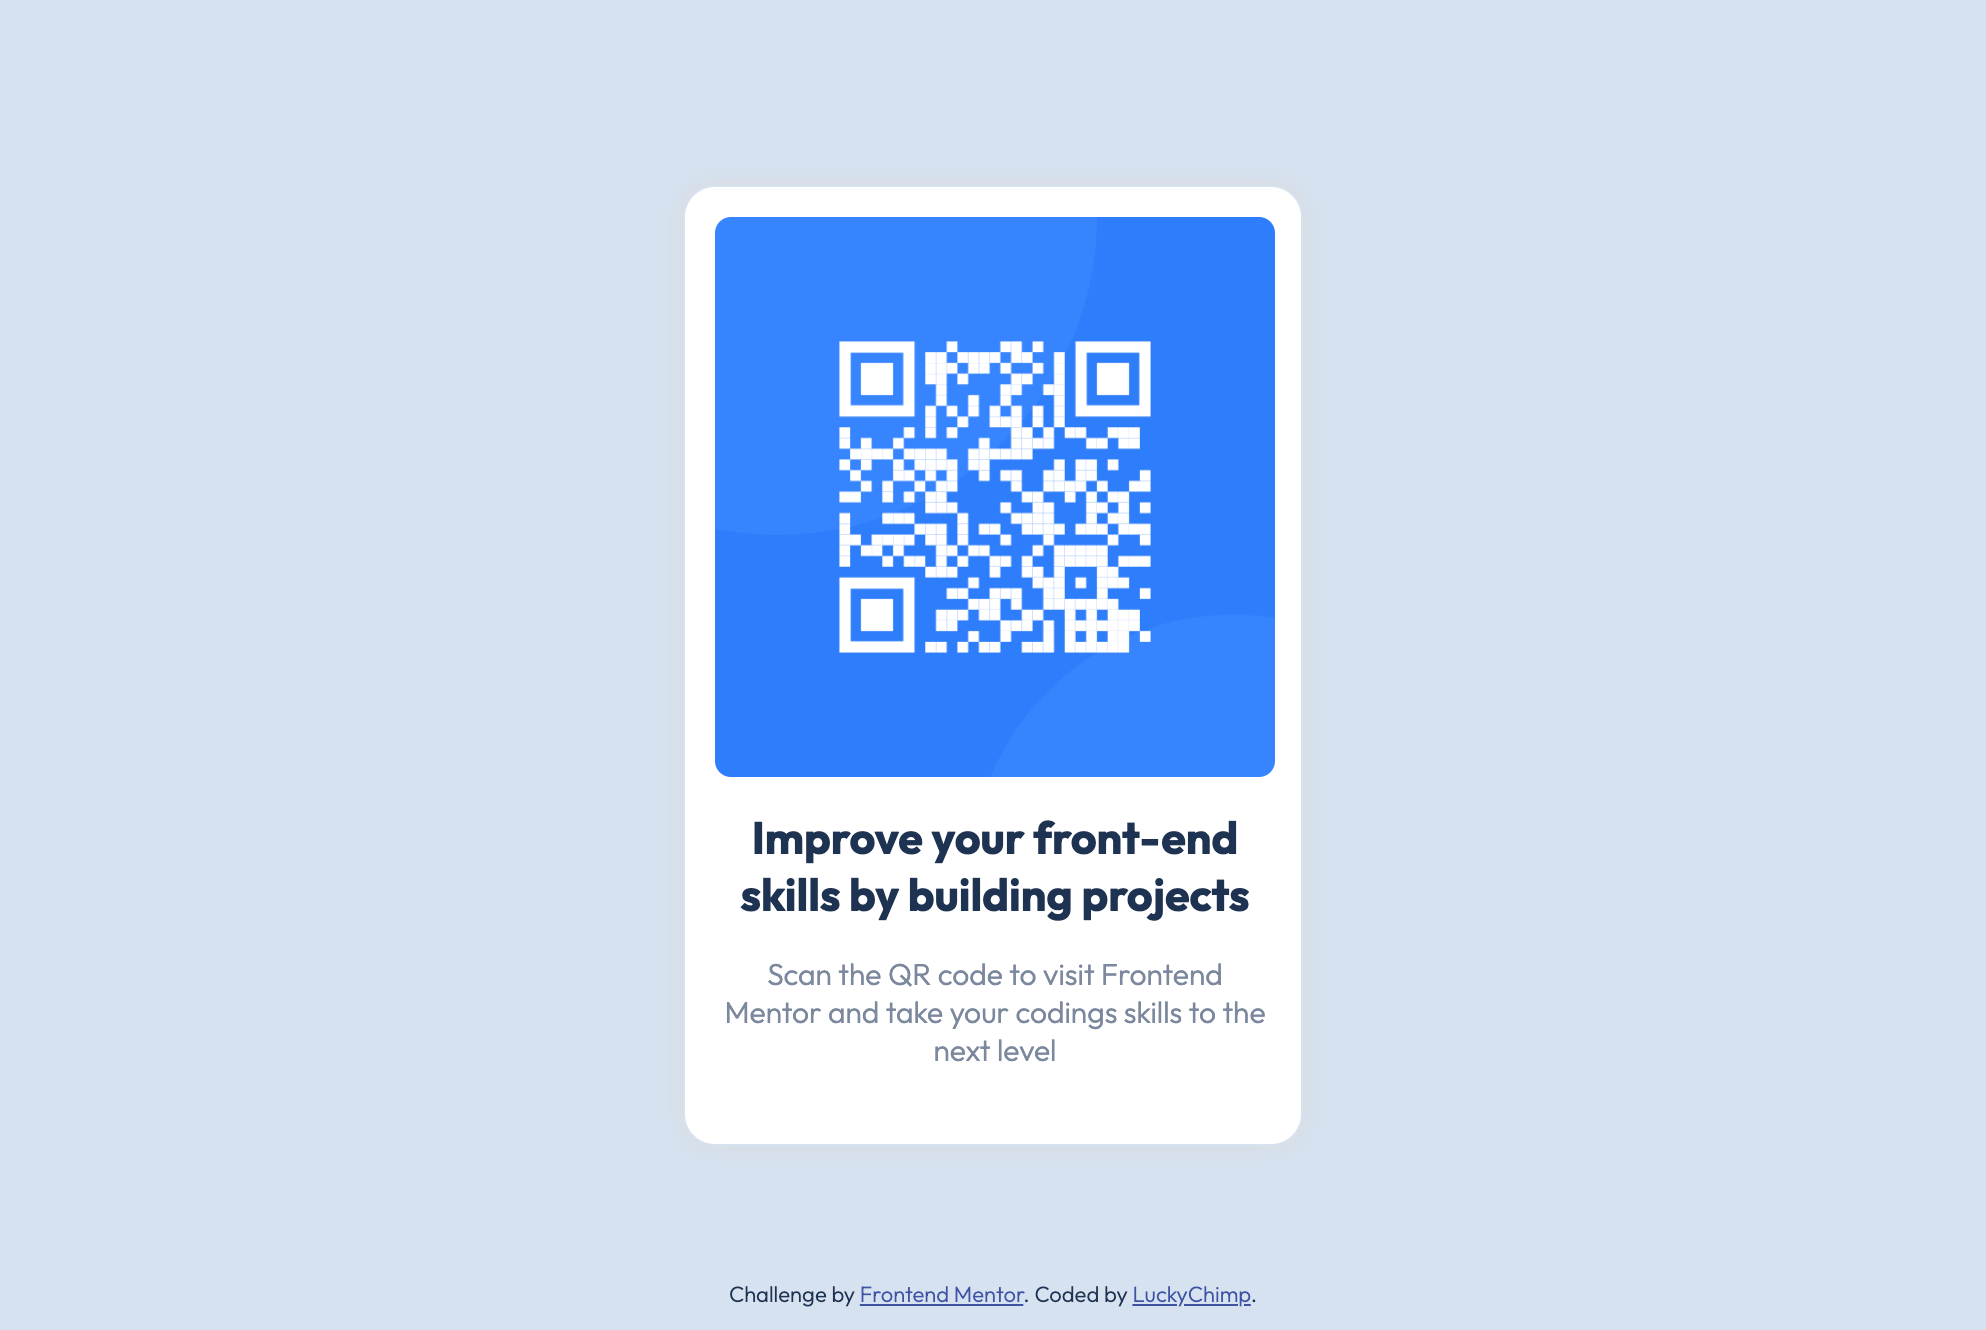 Improve your front-end
skills by building projects
Scan the QR code to visit Frontend
Mentor and take your codings skills to the
next level
Challenge by Frontend Mentor. Coded by LuckyChimp.